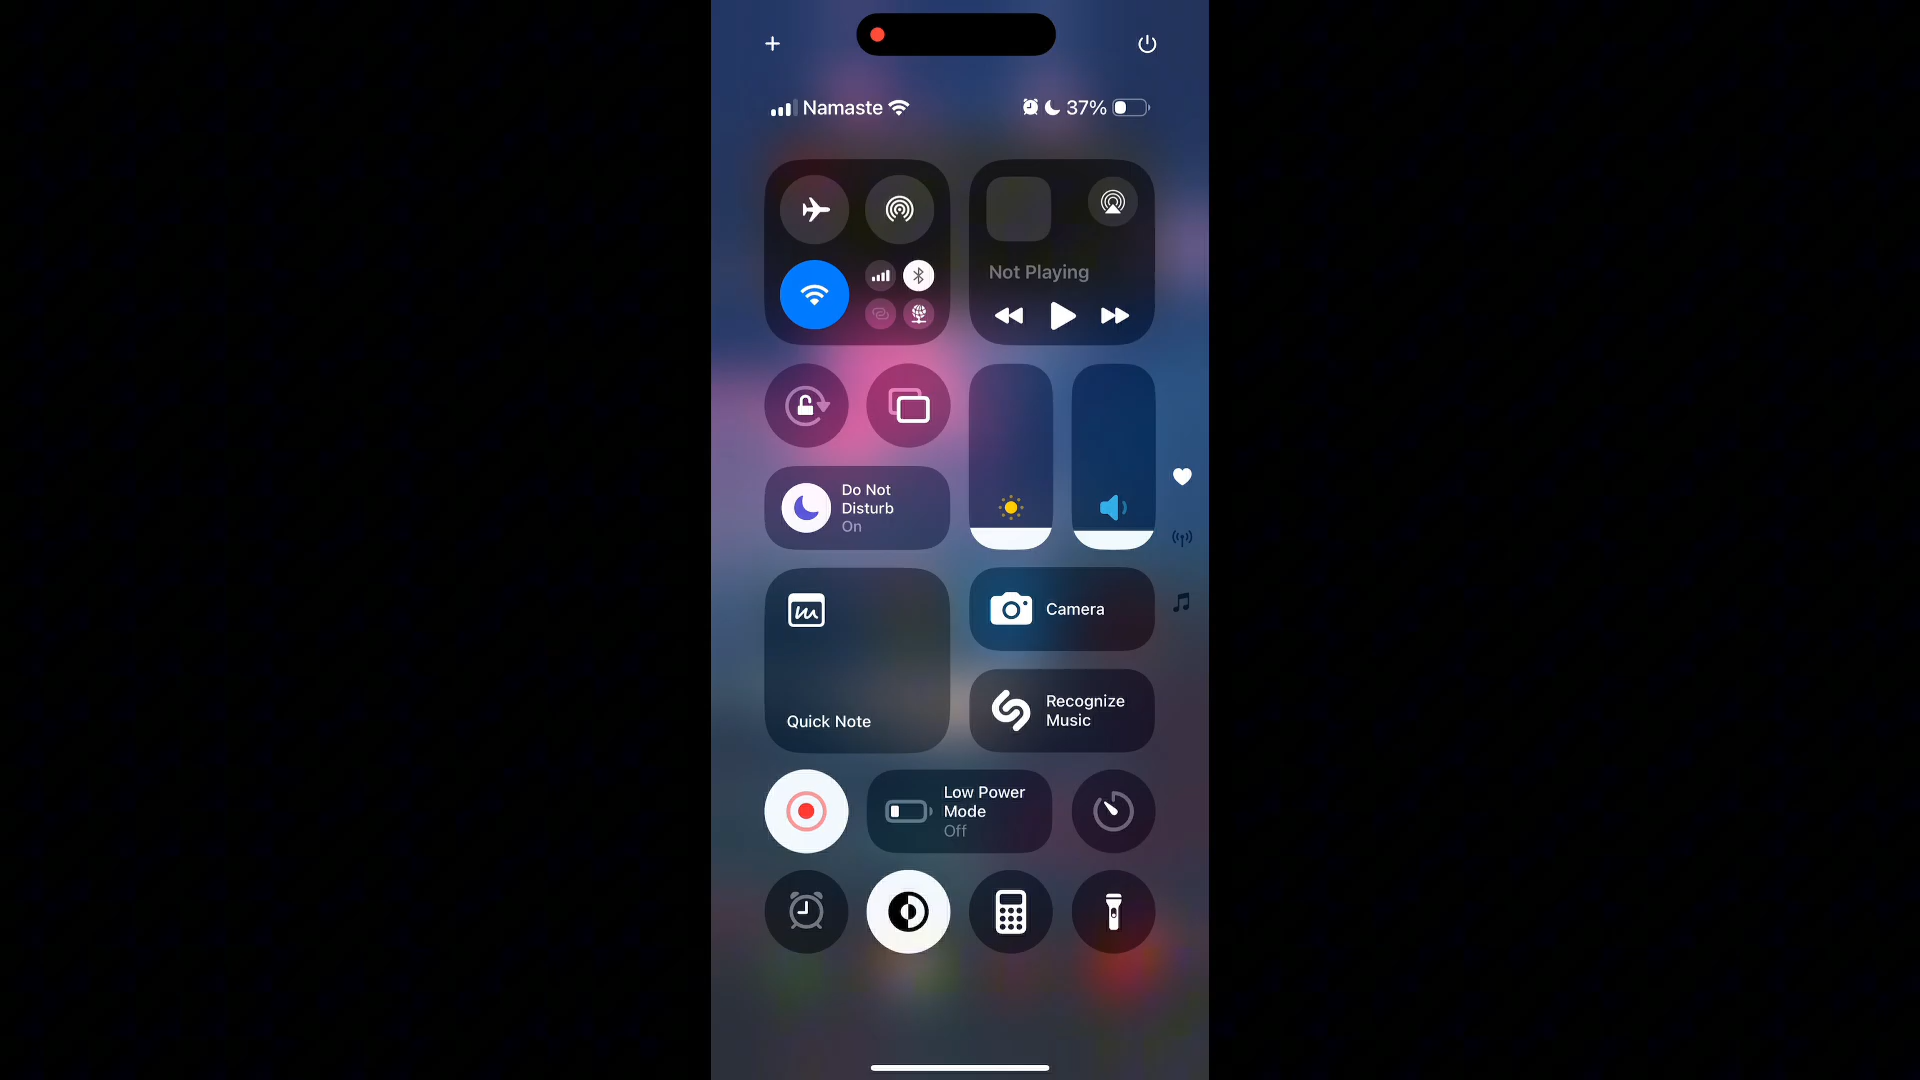 Namaste
37%
Not Playing
Do Not
Disturb
On
Camera
Recognize
Music
Quick Note
Low Power
Mode
Off